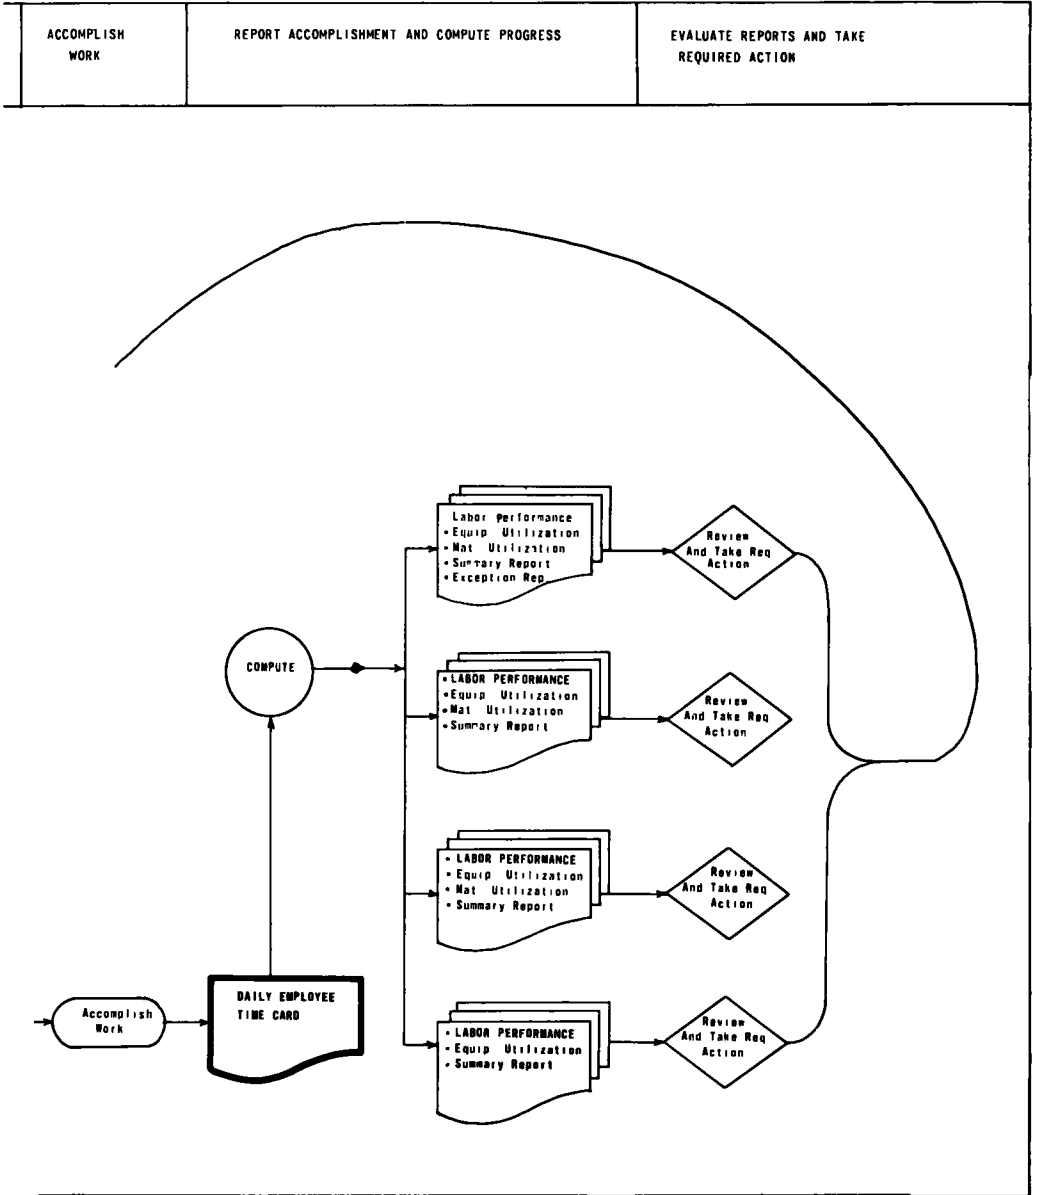 ACCOMPLISH
WORK
REPORT ACCOMPLISHMENT AND COMPUTE PROGRESS
EVALUATE REPORTS AND TAKE
REQUIRED ACTION
Labor Performance
• Equip Utilization
• Mat Utilization
• Summary Report
• Exception Rep
Review
And Take Req
Action
COMPUTE
• LABOR PERFORMANCE
• Equip Utilization
• Mat Utilization
• Summary Report
Review
And Take Req
Action
• LABOR PERFORMANCE
• Equip Utilization
• Mat Utilization
• Summary Report
Review
And Take Req
Action
Accomplish
Work
DAILY EMPLOYEE
TIME CARD
• LABOR PERFORMANCE
• Equip Utilization
• Summary Report
Review
And Take Req
Action